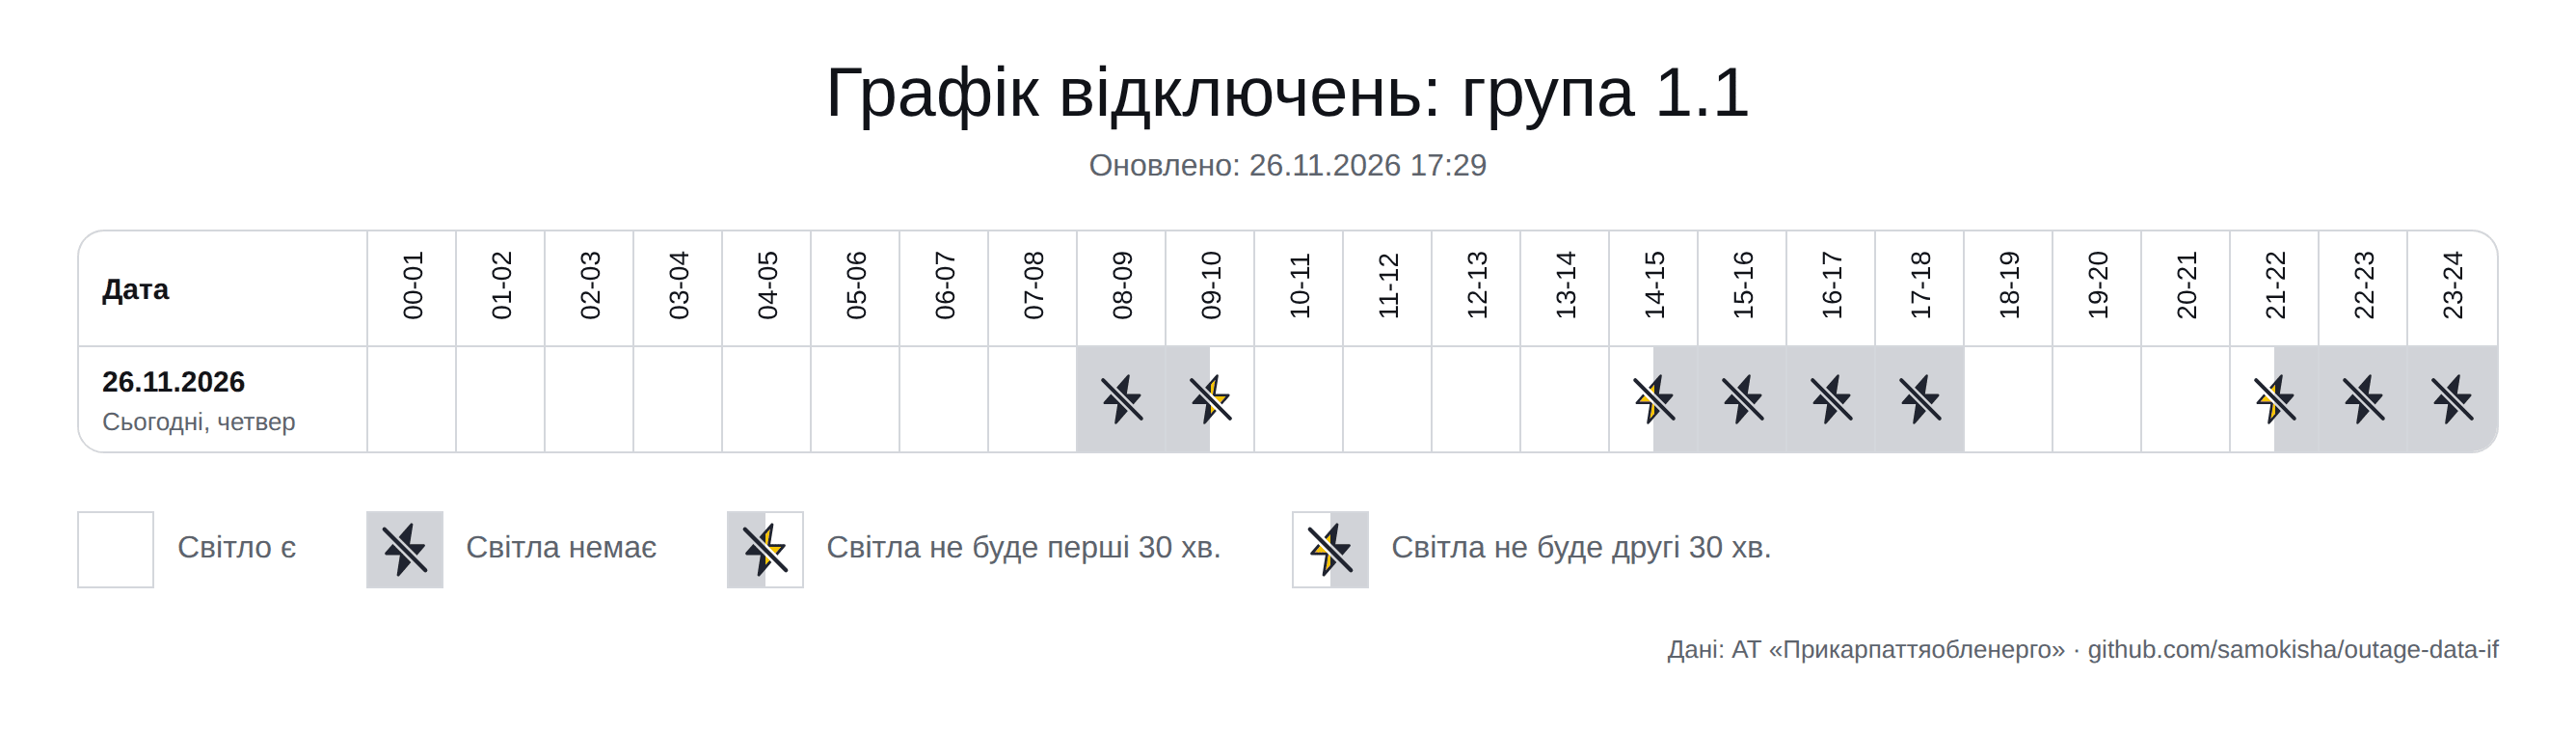 Графік відключень: група 1.1
Оновлено: 26.11.2026 17:29
Дата 00-01 01-02 02-03 03-04 04-05 05-06 06-07 07-08 08-09 09-10 10-11 11-12 12-13 13-14 14-15 15-16 16-17 17-18 18-19 19-20 20-21 21-22 22-23 23-24
26.11.2026
Сьогодні, четвер
Світло є Світла немає Світла не буде перші 30 хв. Світла не буде другі 30 хв.
Дані: АТ «Прикарпаттяобленерго» · github.com/samokisha/outage-data-if